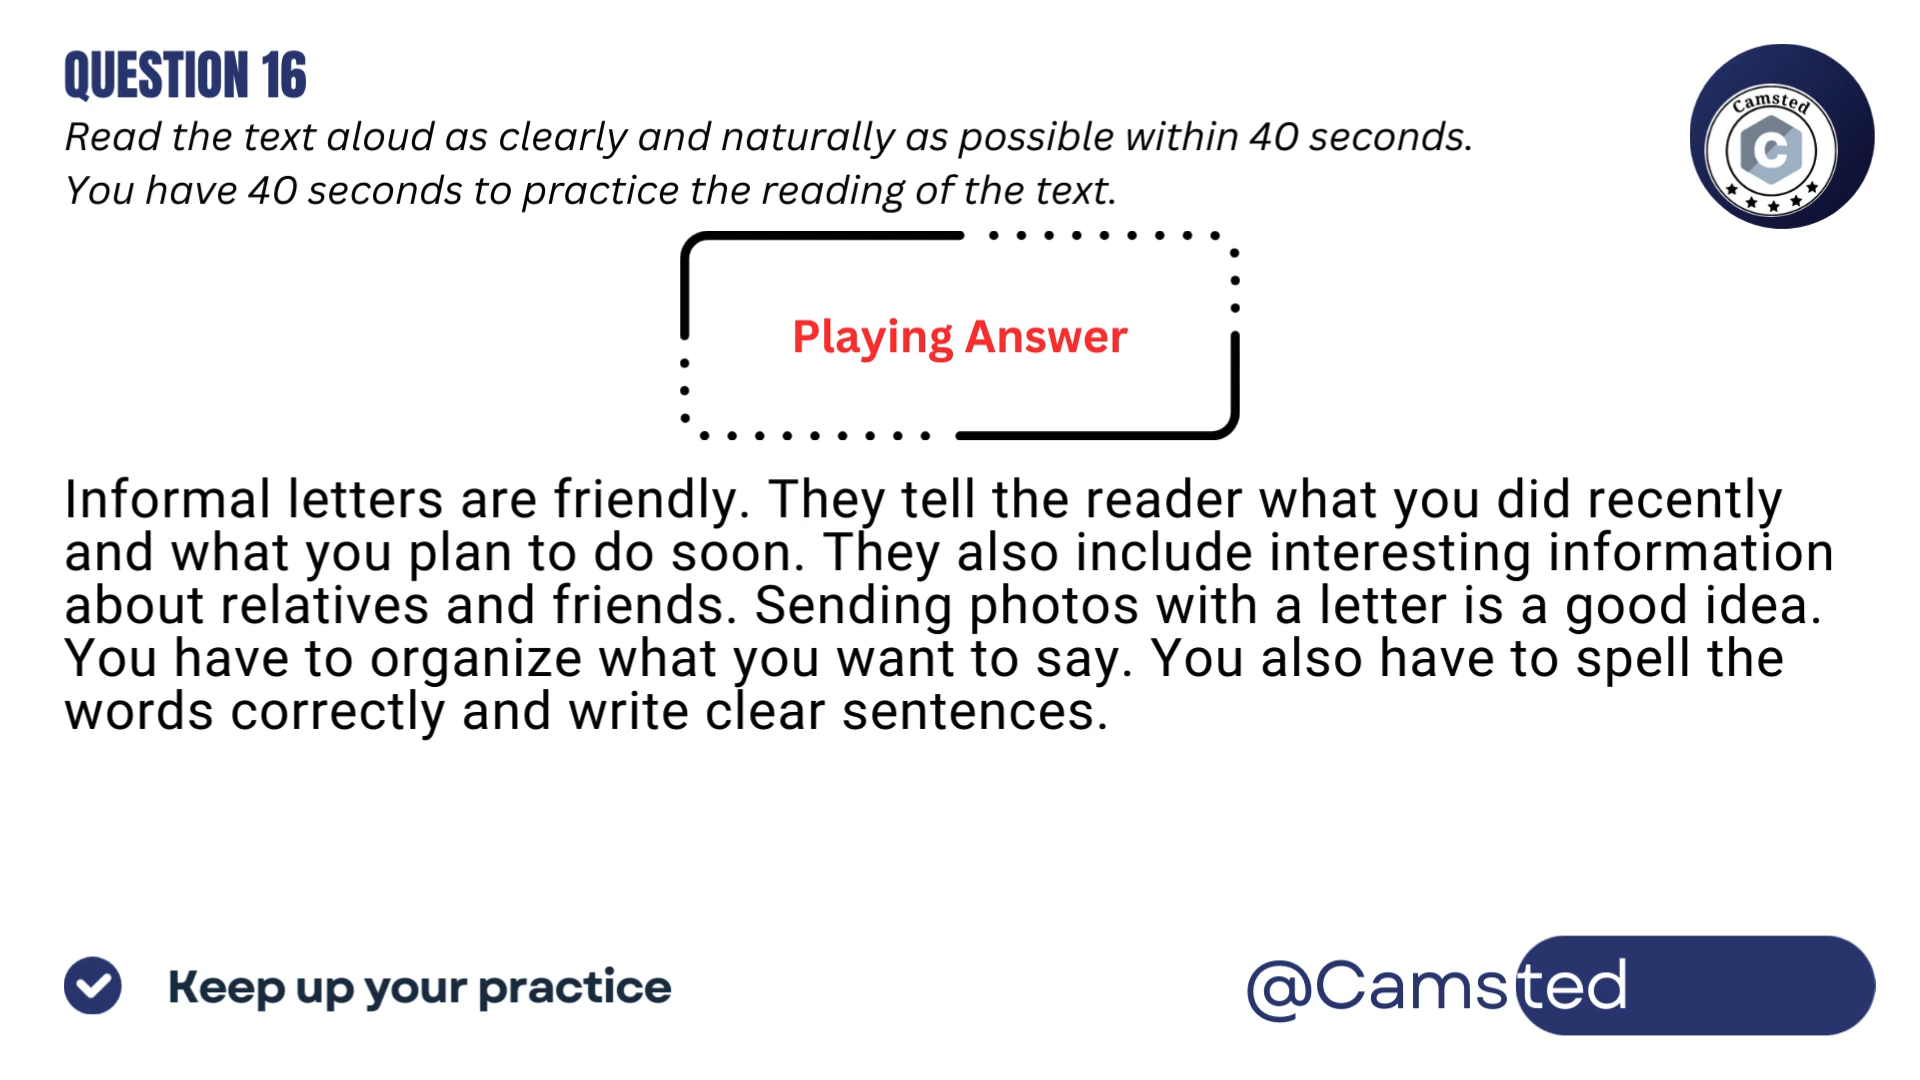 QUESTION 16
Read the text aloud as clearly and naturally as possible within 40 seconds.
You have 40 seconds to practice the reading of the text.
Camsted
C
Playing Answer
Informal letters are friendly. They tell the reader what you did recently
and what you plan to do soon. They also include interesting information
about relatives and friends. Sending photos with a letter is a good idea.
You have to organize what you want to say. You also have to spell the
words correctly and write clear sentences.
Keep up your practice
@Camsted